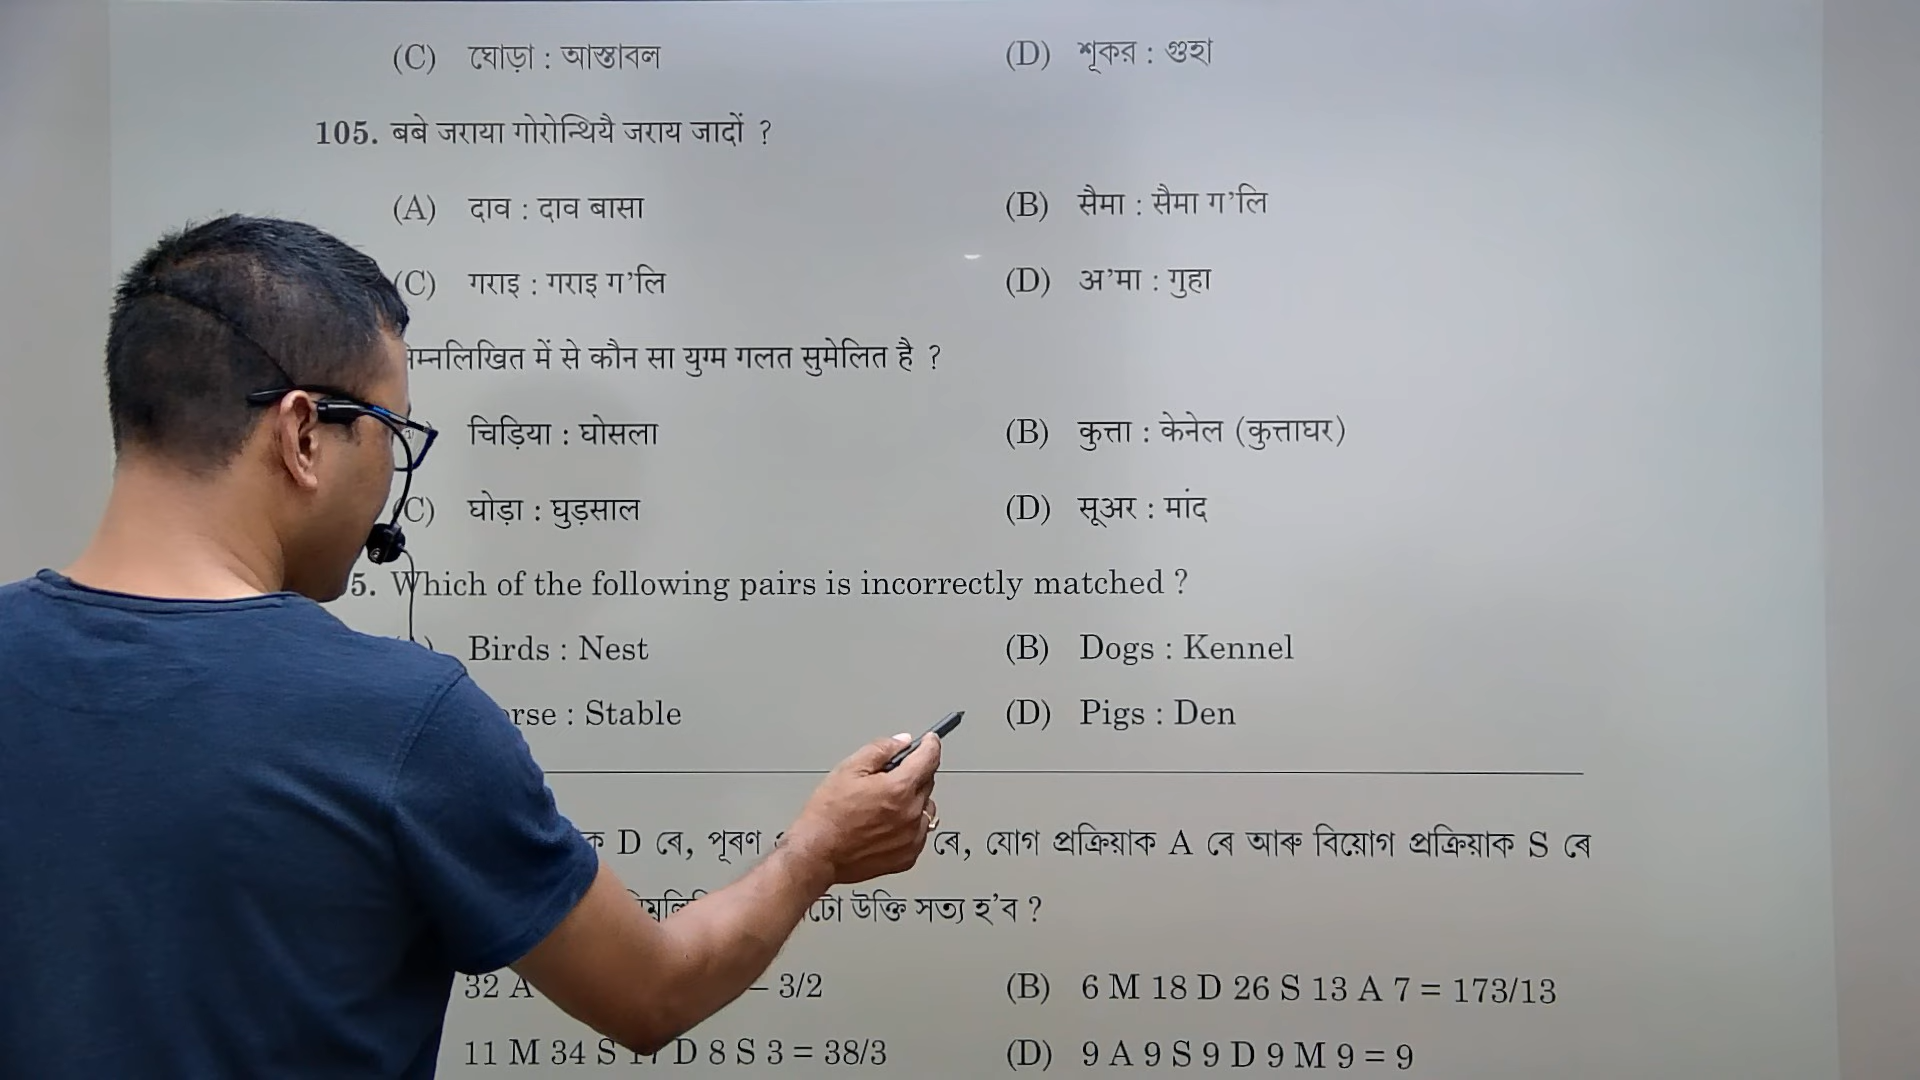 (C) ঘোড়া : আস্তাবল (D) শূকর : গুহা
105. बबे जराया गोरोन्थियै जराय जादों ?
(A) दाव : दाव बासा (B) सैमा : सैमा ग’लि
(C) गराइ : गराइ ग’लि (D) अ’मा : गुहा
में से कौन सा युग्म गलत सुमेलित है ?
चिड़िया : घोसला (B) कुत्ता : केनेल (कुत्ताघर)
C) घोड़ा : घुड़साल (D) सूअर : मांद
5. Which of the following pairs is incorrectly matched ?
Birds : Nest (B) Dogs : Kennel
: Stable (D) Pigs : Den
D ৰে, পূৰণ ৰে, যোগ প্ৰক্ৰিয়াক A ৰে আৰু বিয়োগ প্ৰক্ৰিয়াক S ৰে
উক্তি সত্য হ’ব ?
32 A – 3/2 (B) 6 M 18 D 26 S 13 A 7 = 173/13
11 M 34 S 17 D 8 S 3 = 38/3 (D) 9 A 9 S 9 D 9 M 9 = 9